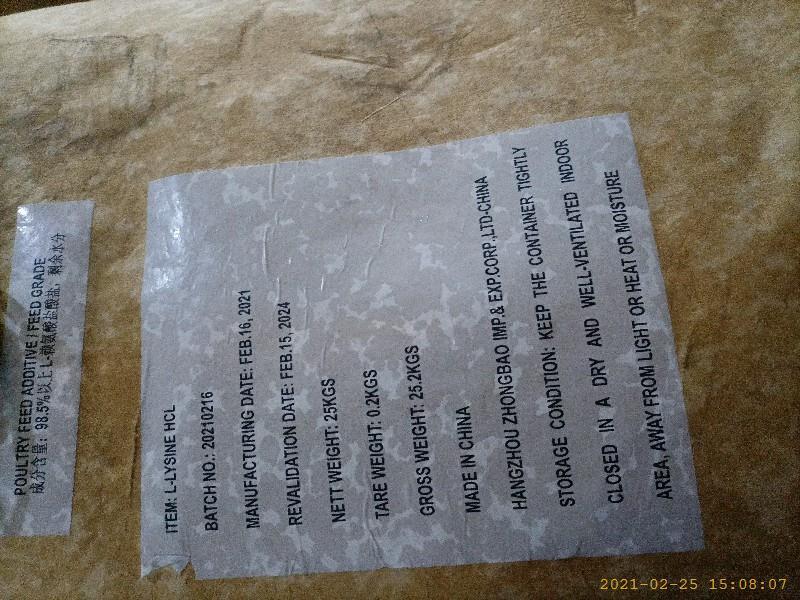 POULTRY FEED ADDITIVE / FEED GRADE
成分含量：98.5%以上L-赖氨酸盐酸盐，剩余水分
ITEM: L-LYSINE HCL
BATCH NO.: 20210216
MANUFACTURING DATE: FEB.16, 2021
REVALIDATION DATE: FEB.15, 2024
NETT WEIGHT: 25KGS
TARE WEIGHT: 0.2KGS
GROSS WEIGHT: 25.2KGS
MADE IN CHINA
HANGZHOU ZHONGBAO IMP.& EXP.CORP.,LTD-CHINA
STORAGE CONDITION: KEEP THE CONTAINER TIGHTLY
CLOSED IN A DRY AND WELL-VENTILATED INDOOR
AREA, AWAY FROM LIGHT OR HEAT OR MOISTURE
2021-02-25 15:08:07